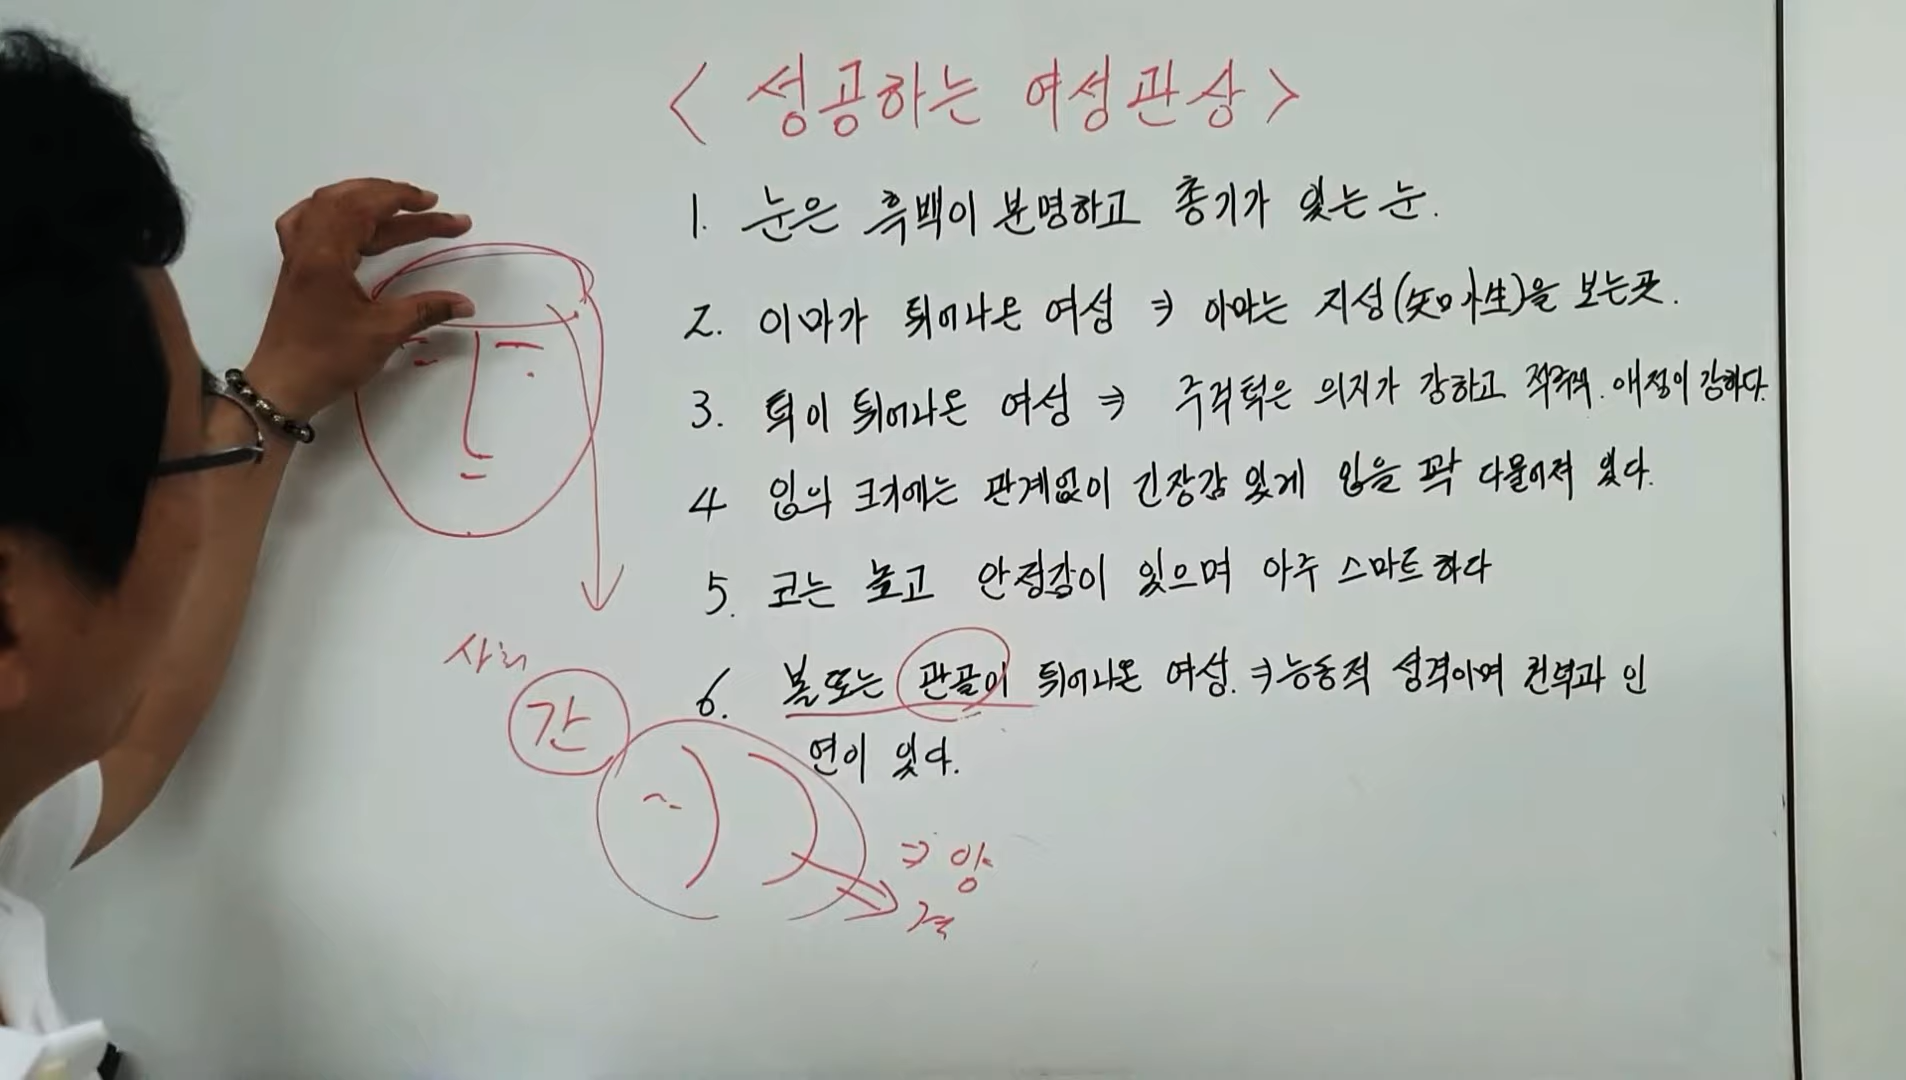 < 성공하는 여성관상 >
1. 눈은 흑백이 분명하고 총기가 있는 눈.
2. 이마가 튀어나온 여성 ⇒ 이마는 지성(知性)을 보는곳.
3. 턱이 튀어나온 여성 ⇒ 주걱턱은 의지가 강하고 적극적. 애정이 강하다.
4 입의 크기에는 관계없이 긴장감 있게 입을 꽉 다물어져 있다.
5. 코는 높고 안정감이 있으며 아주 스마트하다
6. 볼 또는 관골이 튀어나온 여성. ⇒ 능동적 성격이며 권부과 인
연이 있다.
간
⇒ 양